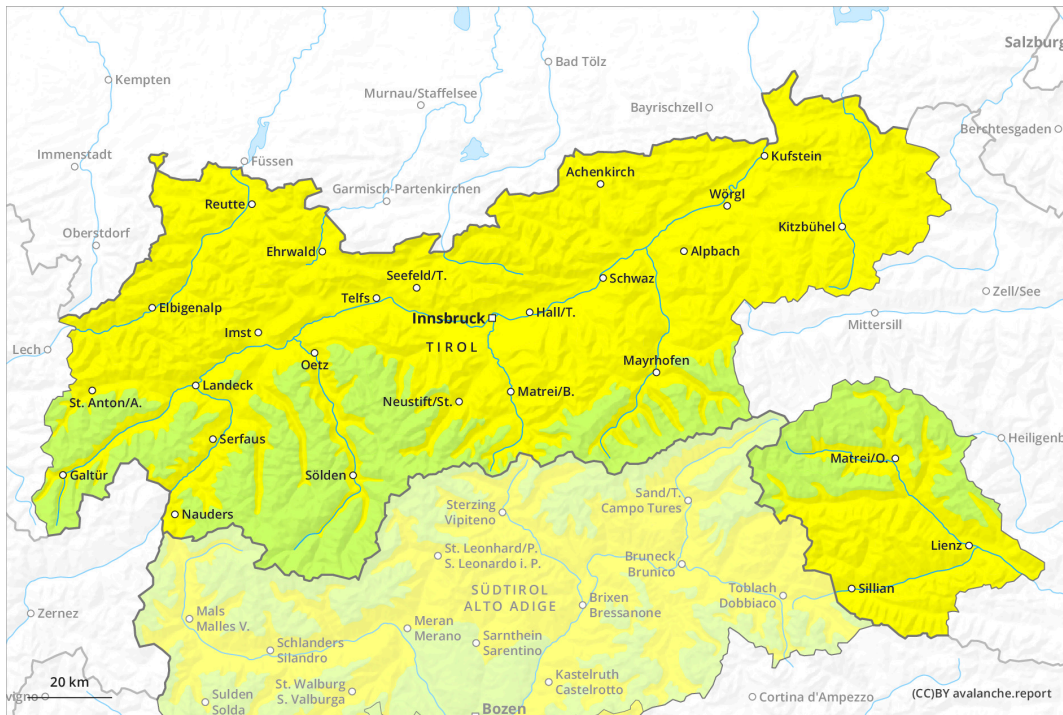 Salzburg
Bad Tölz
Kempten
Murnau/Staffelsee
Bayrischzell
Berchtesgaden
Immenstadt
Füssen
Kufstein
Garmisch-Partenkirchen
Achenkirch
Reutte
Wörgl
Oberstdorf
Kitzbühel
Ehrwald
Alpbach
Seefeld/T.
Schwaz
Zell/See
Telfs
Elbigenalp
Innsbruck
Hall/T.
Mittersill
Imst
TIROL
Lech
Oetz
Mayrhofen
Landeck
St. Anton/A.
Neustift/St.
Matrei/B.
Serfaus
Heiligenb
Matrei/O.
Galtür
Sölden
Sand/T.
Campo Tures
Sterzing
Vipiteno
Nauders
Lienz
St. Leonhard/P.
S. Leonardo i. P.
Bruneck
Brunico
SÜDTIROL
ALTO ADIGE
Toblach
Dobbiaco
Sillian
Zernez
Mals
Malles V.
Brixen
Bressanone
Meran
Merano
Schlanders
Silandro
Sarnthein
Sarentino
Kastelruth
Castelrotto
20 km
St. Walburg
S. Valburga
vigno
Sulden
Solda
Cortina d'Ampezzo
(CC)BY avalanche.report
Bozen